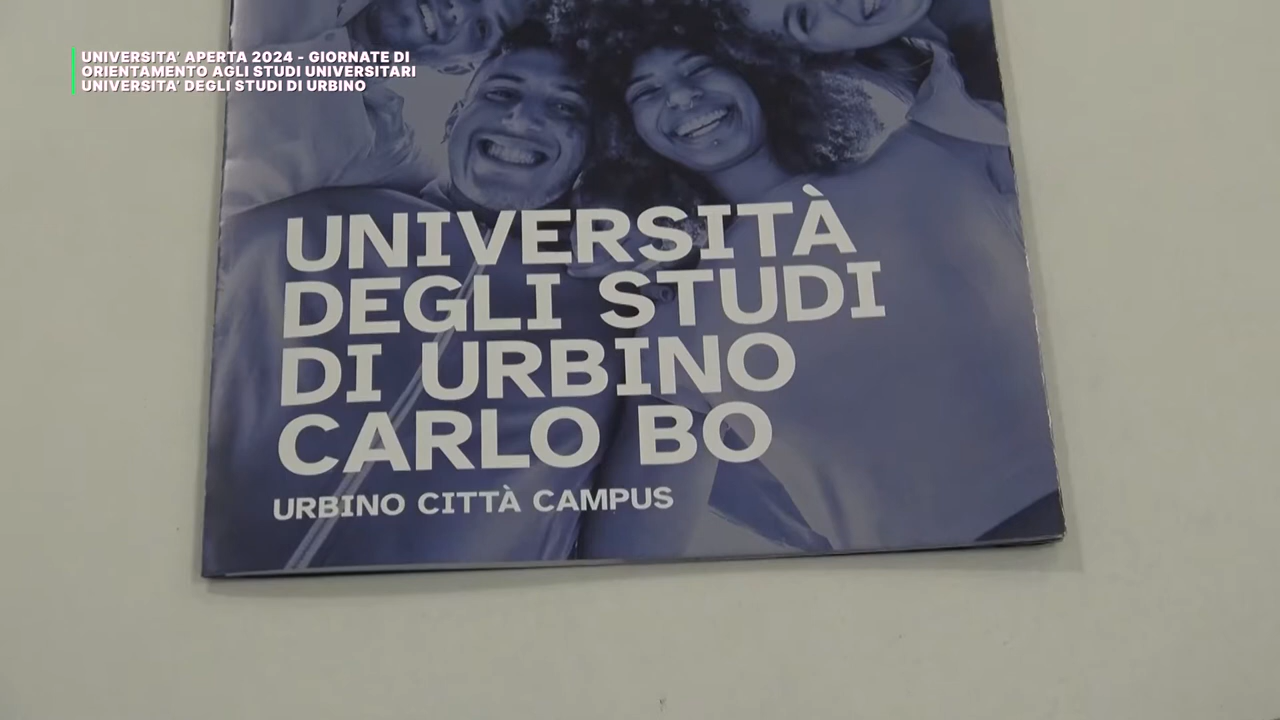 UNIVERSITA' APERTA 2024 - GIORNATE DI
ORIENTAMENTO AGLI STUDI UNIVERSITARI
UNIVERSITA' DEGLI STUDI DI URBINO
UNIVERSITÀ
DEGLI STUDI
DI URBINO
CARLO BO
URBINO CITTÀ CAMPUS